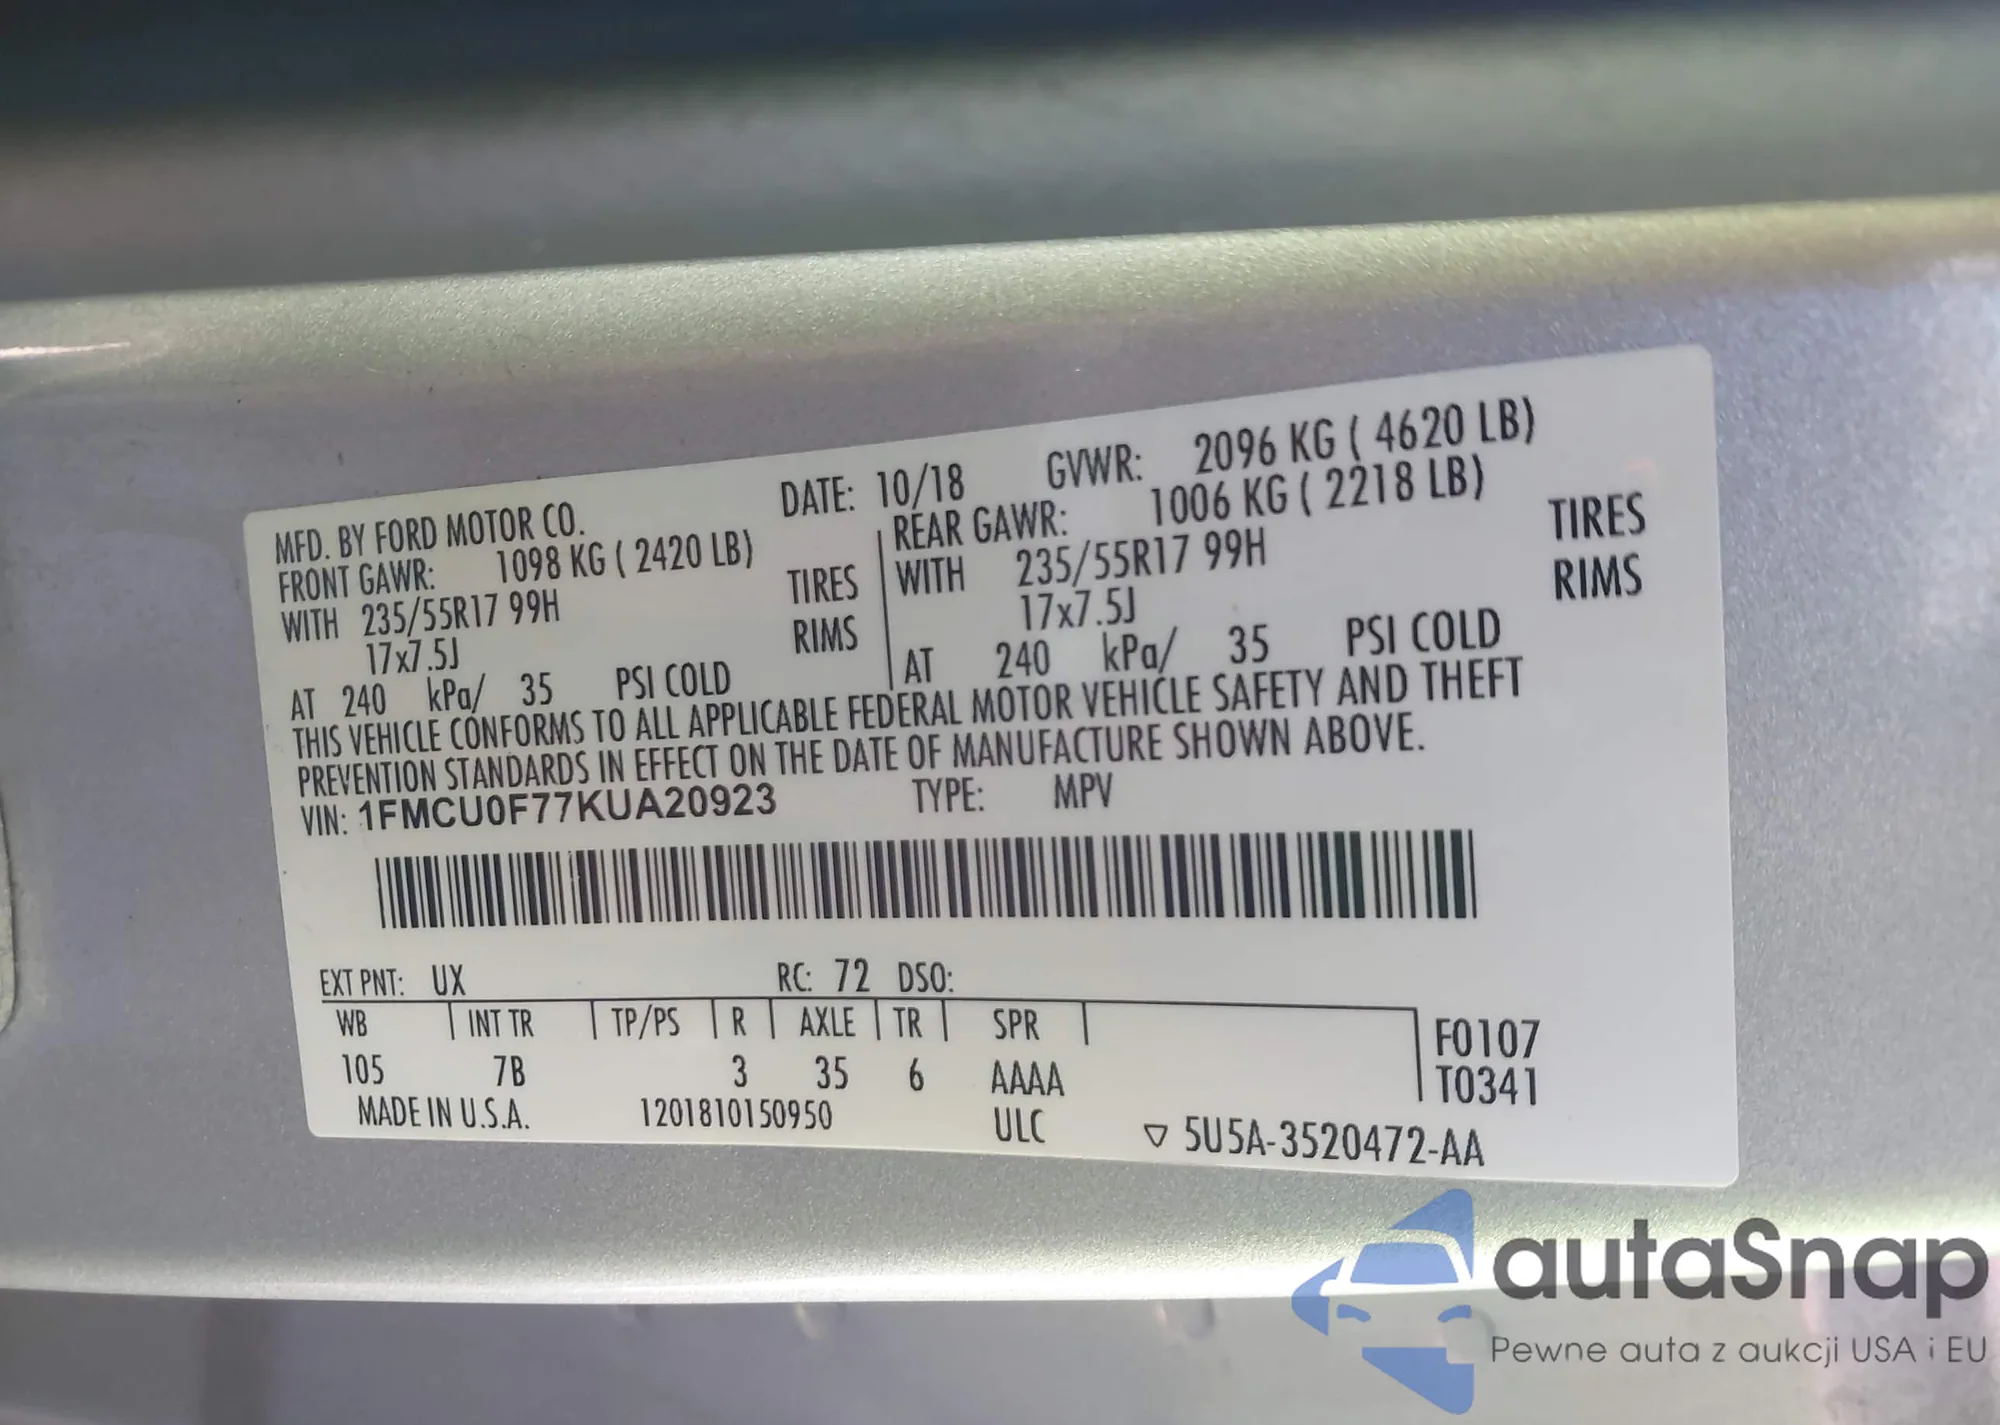 MFD. BY FORD MOTOR CO. DATE: 10/18 GVWR: 2096 KG ( 4620 LB)
FRONT GAWR: 1098 KG ( 2420 LB) REAR GAWR: 1006 KG ( 2218 LB)
WITH 235/55R17 99H TIRES WITH 235/55R17 99H TIRES
17x7.5J RIMS 17x7.5J RIMS
AT 240 kPa/ 35 PSI COLD AT 240 kPa/ 35 PSI COLD
THIS VEHICLE CONFORMS TO ALL APPLICABLE FEDERAL MOTOR VEHICLE SAFETY AND THEFT
PREVENTION STANDARDS IN EFFECT ON THE DATE OF MANUFACTURE SHOWN ABOVE.
VIN: 1FMCU0F77KUA20923 TYPE: MPV
EXT PNT: UX RC: 72 DSO:
WB INT TR TP/PS R AXLE TR SPR F0107
105 7B 3 35 6 AAAA T0341
MADE IN U.S.A. 1201810150950 ULC ▽ 5U5A-3520472-AA
autaSnap
Pewne auta z aukcji USA i EU